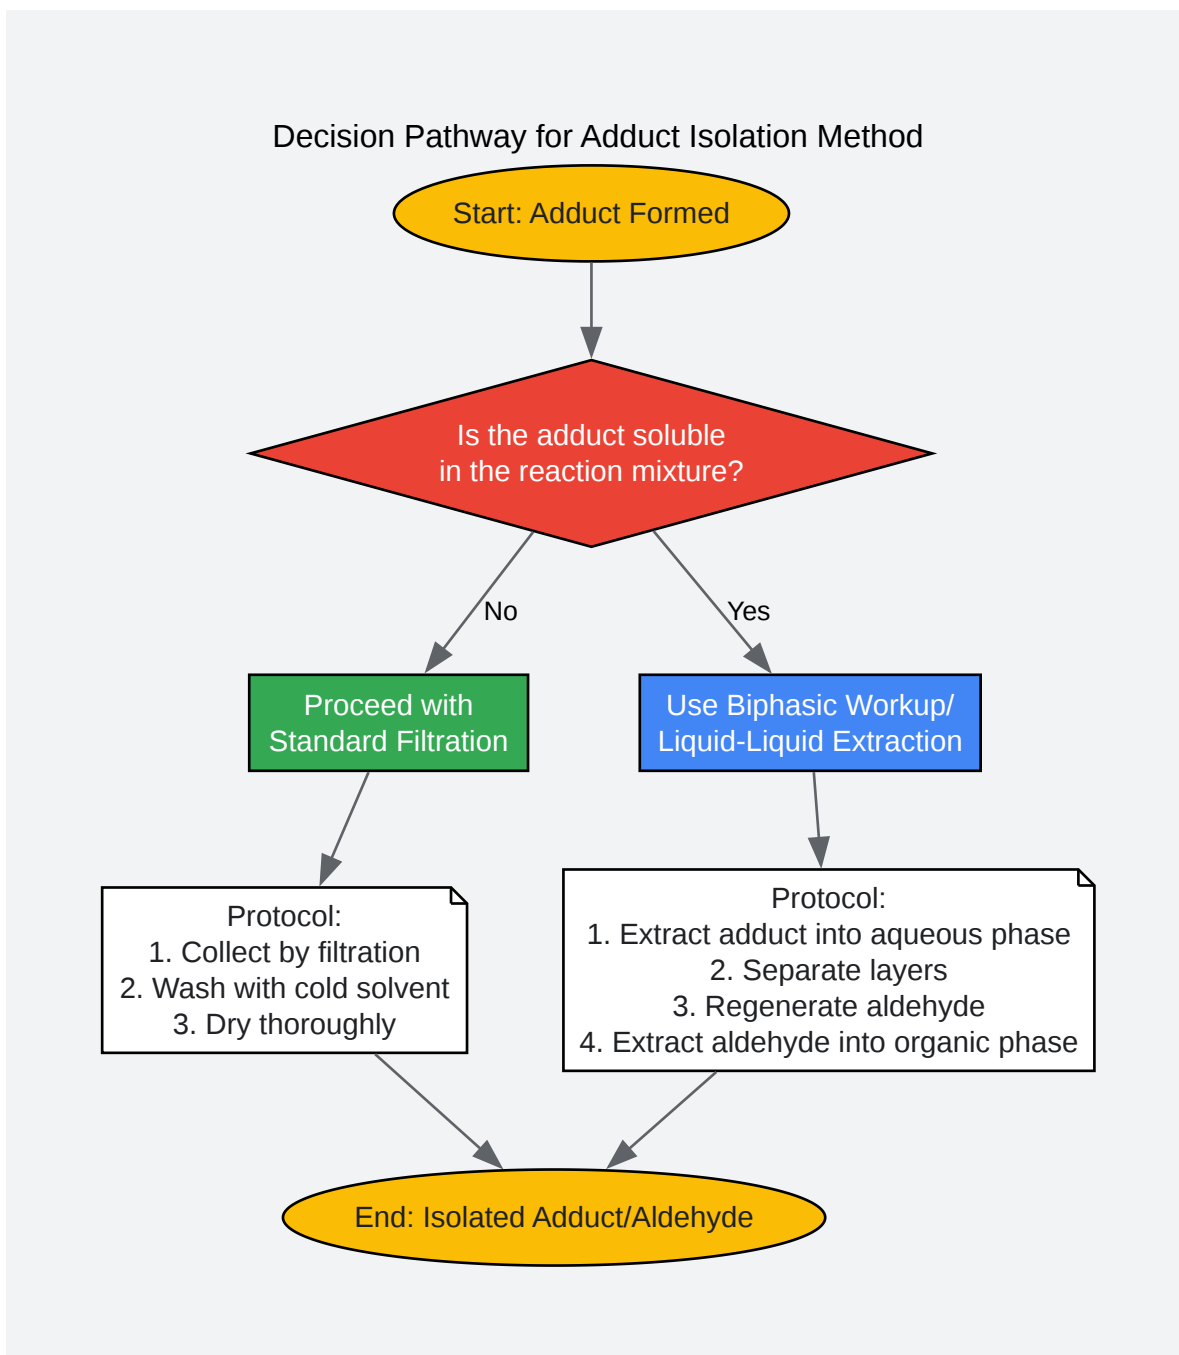 Decision Pathway for Adduct Isolation Method
Start: Adduct Formed
Is the adduct soluble
in the reaction mixture?
No
Yes
Proceed with
Standard Filtration
Use Biphasic Workup/
Liquid-Liquid Extraction
Protocol:
1. Collect by filtration
2. Wash with cold solvent
3. Dry thoroughly
Protocol:
1. Extract adduct into aqueous phase
2. Separate layers
3. Regenerate aldehyde
4. Extract aldehyde into organic phase
End: Isolated Adduct/Aldehyde